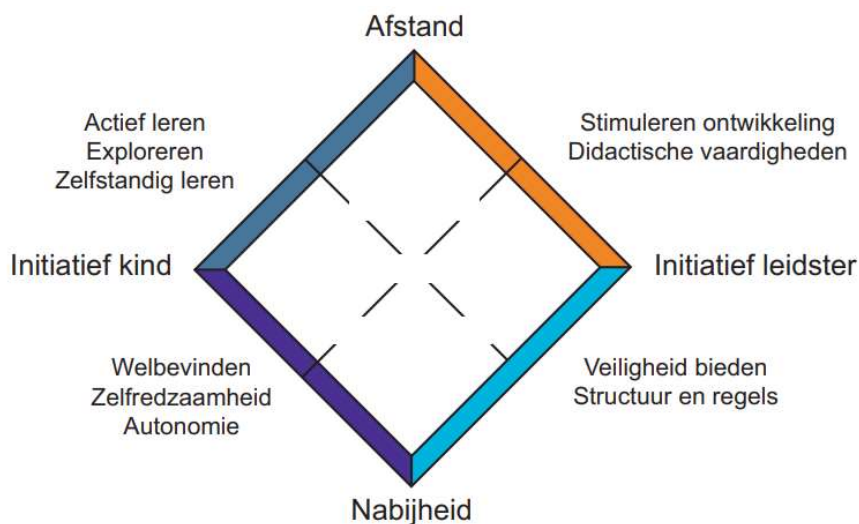 Afstand
Actief leren
Exploreren
Zelfstandig leren
Stimuleren ontwikkeling
Didactische vaardigheden
Initiatief kind
Initiatief leidster
Welbevinden
Zelfredzaamheid
Autonomie
Veiligheid bieden
Structuur en regels
Nabijheid